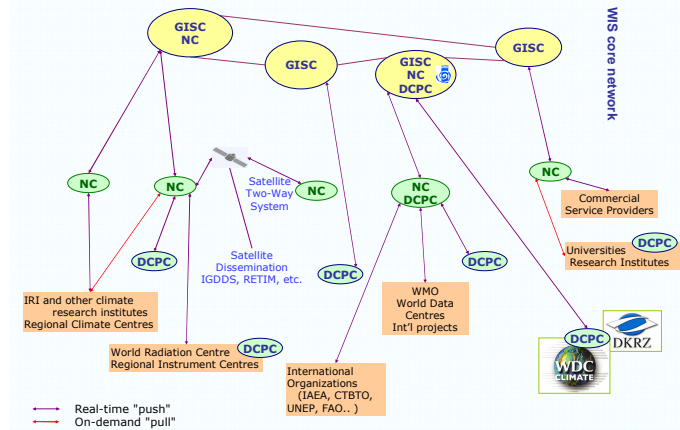 GISC
NC
GISC
GISC
NC
DCPC
GISC
WIS core network
NC
NC
Satellite
Two-Way
System
NC
NC
DCPC
NC
Commercial
Service Providers
DCPC
Satellite
Dissemination
IGDDS, RETIM, etc.
DCPC
DCPC
Universities
Research Institutes
DCPC
IRI and other climate
research institutes
Regional Climate Centres
WMO
World Data
Centres
Int'l projects
World Radiation Centre
Regional Instrument Centres
DCPC
International
Organizations
(IAEA, CTBTO,
UNEP, FAO.. )
DCPC
DKRZ
WDC
CLIMATE
Real-time "push"
On-demand "pull"